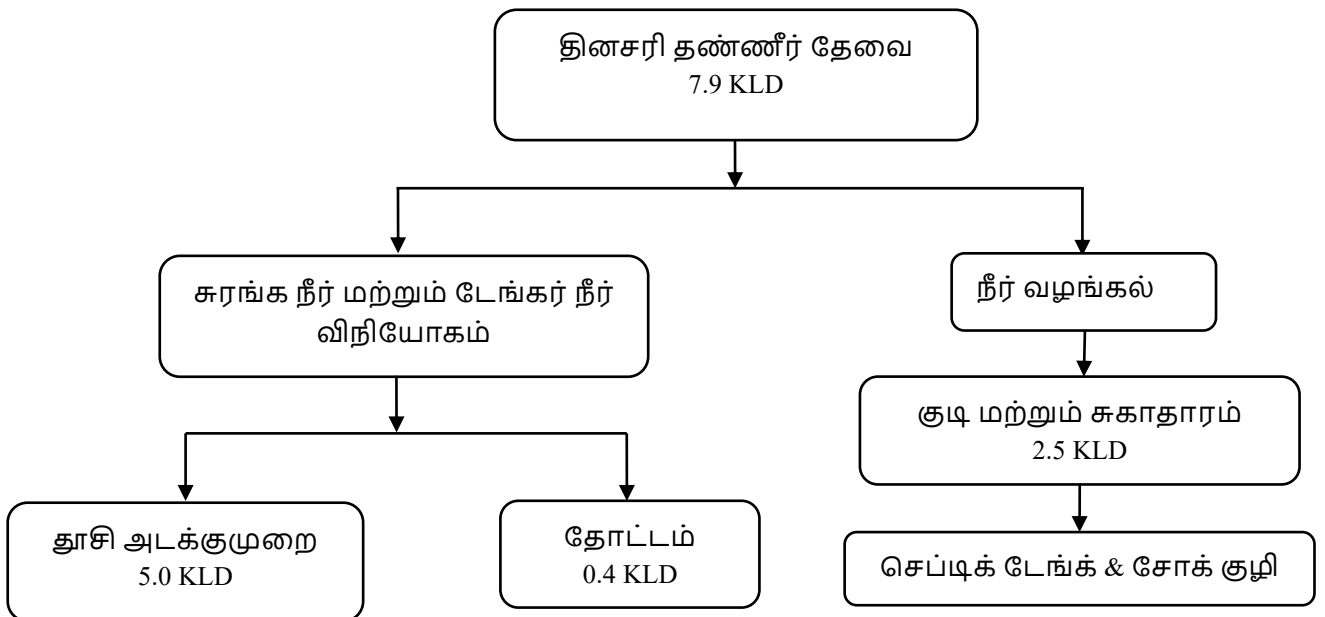 தினசரி தண்ணீர் தேவை
7.9 KLD
சுரங்க நீர் மற்றும் டேங்கர் நீர்
விநியோகம்
நீர் வழங்கல்
குடி மற்றும் சுகாதாரம்
2.5 KLD
தூசி அடக்குமுறை
5.0 KLD
தோட்டம்
0.4 KLD
செப்டிக் டேங்க் & சோக் குழி